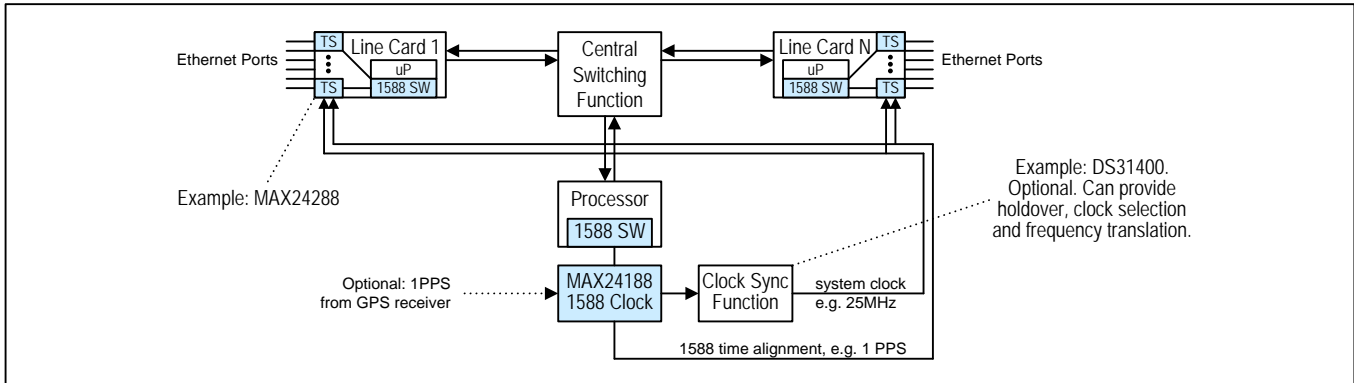 TS
Line Card 1
uP
1588 SW
TS
Ethernet Ports
Central
Switching
Function
Line Card N
uP
1588 SW
TS
TS
Ethernet Ports
Example: MAX24288
Processor
1588 SW
Example: DS31400.
Optional. Can provide
holdover, clock selection
and frequency translation.
Optional: 1PPS
from GPS receiver
MAX24188
1588 Clock
Clock Sync
Function
system clock
e.g. 25MHz
1588 time alignment, e.g. 1 PPS